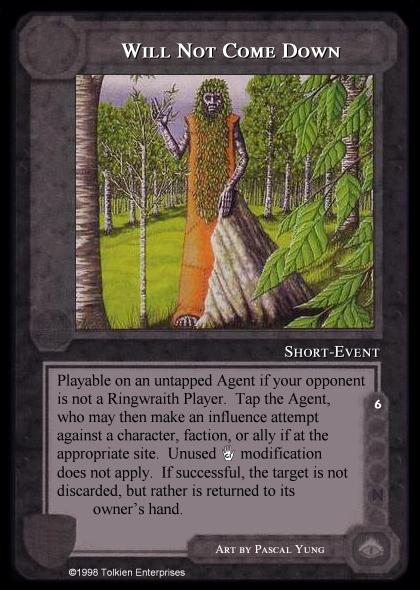 Will Not Come Down
Short-Event
Playable on an untapped Agent if your opponent
is not a Ringwraith Player. Tap the Agent,
who may then make an influence attempt
against a character, faction, or ally if at the
appropriate site. Unused modification
does not apply. If successful, the target is not
discarded, but rather is returned to its
owner's hand.
6
Art by Pascal Yung
©1998 Tolkien Enterprises